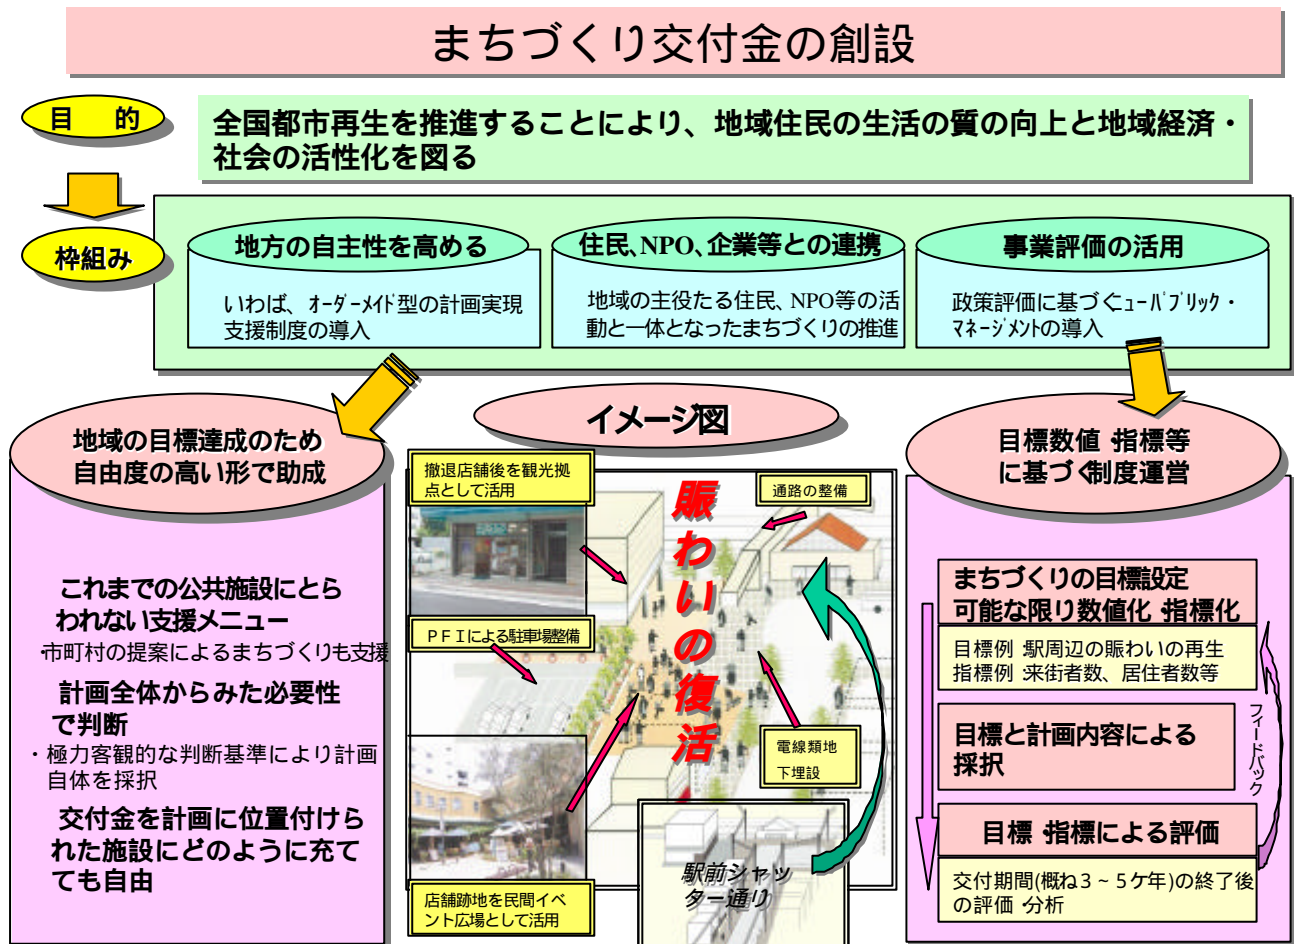 まちづくり交付金の創設
目　的
全国都市再生を推進することにより、地域住民の生活の質の向上と地域経済・
社会の活性化を図る
枠組み
地方の自主性を高める
いわば、ｵｰﾀﾞｰﾒｲﾄﾞ型の計画実現
支援制度の導入
住民、NPO、企業等との連携
地域の主役たる住民、NPO等の活
動と一体となったまちづくりの推進
事業評価の活用
政策評価に基づくﾆｭｰﾊﾟﾌﾞﾘｯｸ・
ﾏﾈｰｼﾞﾒﾝﾄの導入
地域の目標達成のため
自由度の高い形で助成
これまでの公共施設にとら
われない支援メニュー
・市町村の提案によるまちづくりも支援
計画全体からみた必要性
で判断
・極力客観的な判断基準により計画
自体を採択
交付金を計画に位置付けら
れた施設にどのように充て
ても自由
イメージ図
撤退店舗後を観光拠
点として活用
通路の整備
賑わいの復活
ＰＦＩによる駐車場整備
電線類地
下埋設
店舗跡地を民間イベ
ント広場として活用
駅前シャッ
ター通り
目標数値・指標等
に基づく制度運営
まちづくりの目標設定
可能な限り数値化・指標化
目標例 駅周辺の賑わいの再生
指標例 来街者数、居住者数等
目標と計画内容による
採択
目標・指標による評価
交付期間(概ね３～５ケ年)の終了後
の評価・分析
フィードバック